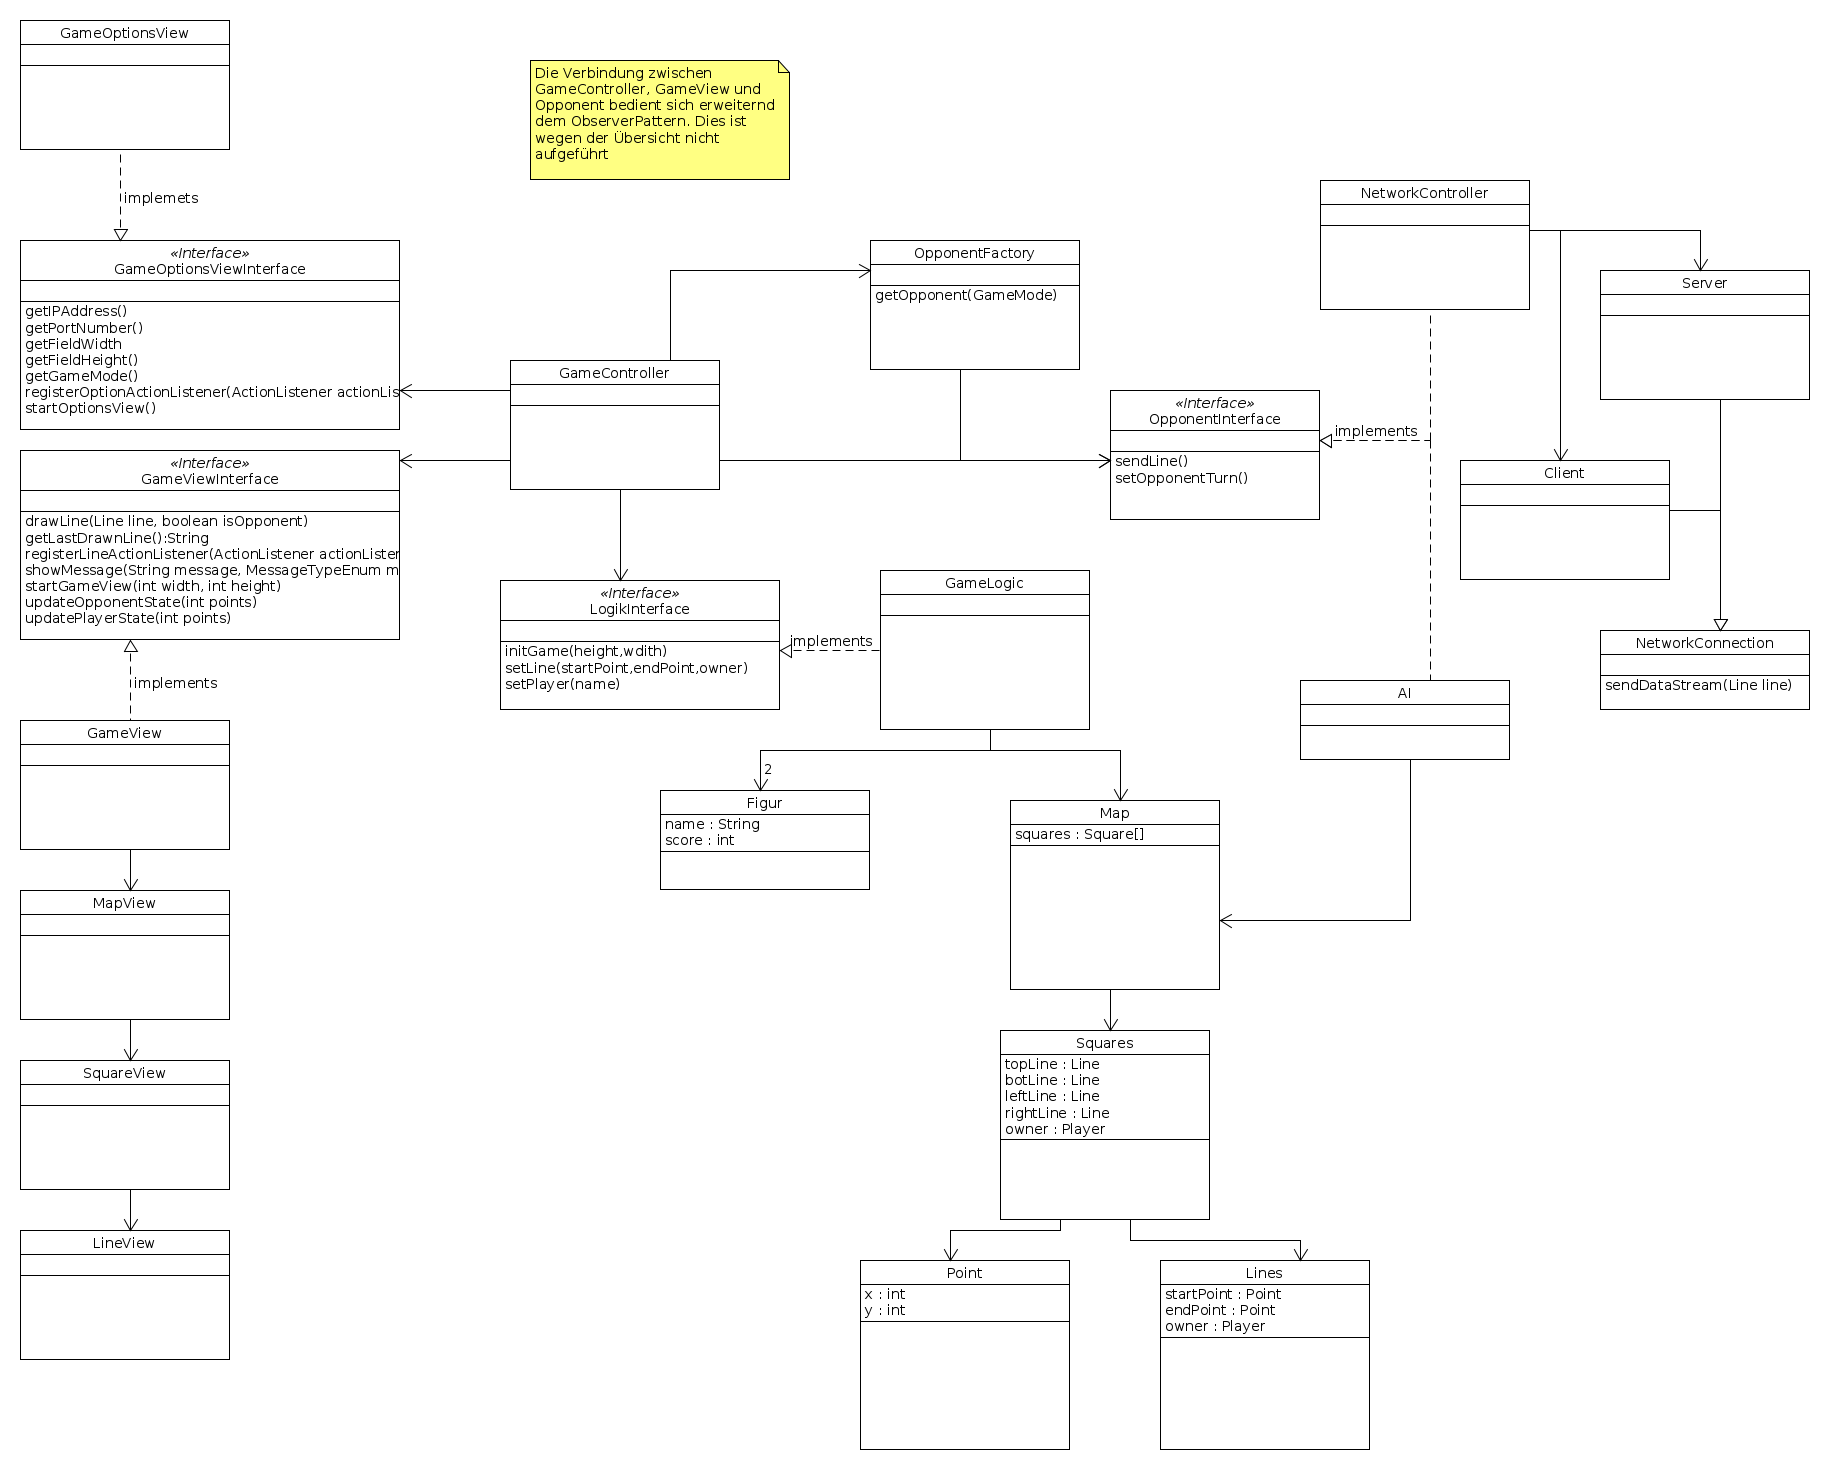 GameOptionsView
implemets
«Interface»
GameOptionsViewInterface
getIPAddress()
getPortNumber()
getFieldWidth
getFieldHeight()
getGameMode()
registerOptionActionListener(ActionListener actionLis
startOptionsView()
«Interface»
GameViewInterface
drawLine(Line line, boolean isOpponent)
getLastDrawnLine():String
registerLineActionListener(ActionListener actionListen
showMessage(String message, MessageTypeEnum m
startGameView(int width, int height)
updateOpponentState(int points)
updatePlayerState(int points)
implements
GameView
MapView
SquareView
LineView
Die Verbindung zwischen
GameController, GameView und
Opponent bedient sich erweiternd
dem ObserverPattern. Dies ist
wegen der Übersicht nicht
aufgeführt
GameController
OpponentFactory
getOpponent(GameMode)
«Interface»
OpponentInterface
sendLine()
setOpponentTurn()
implements
NetworkController
Server
Client
NetworkConnection
sendDataStream(Line line)
«Interface»
LogikInterface
initGame(height,wdith)
setLine(startPoint,endPoint,owner)
setPlayer(name)
implements
GameLogic
AI
2
Figur
name : String
score : int
Map
squares : Square[]
Squares
topLine : Line
botLine : Line
leftLine : Line
rightLine : Line
owner : Player
Point
x : int
y : int
Lines
startPoint : Point
endPoint : Point
owner : Player